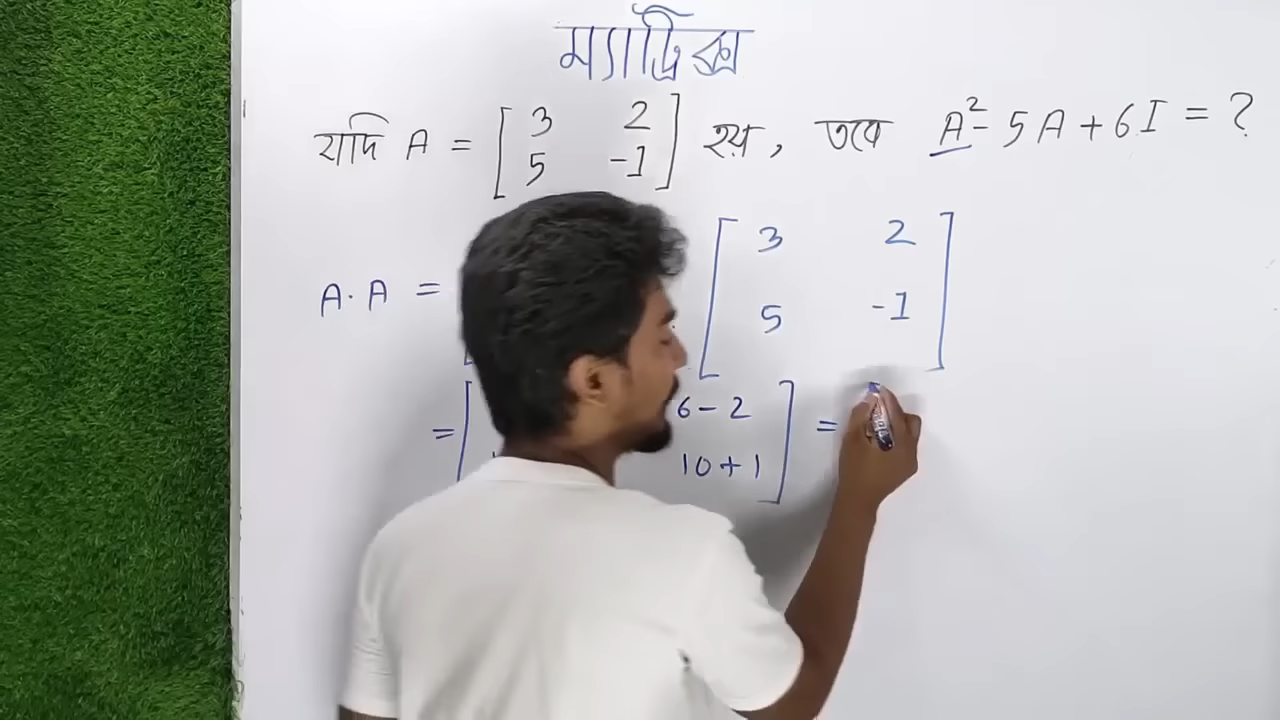 ম্যাট্রিক্স
যদি A = [ 3 2 হয়, তবে A² - 5A + 6I = ?
5 -1 ]
A·A = [ 3 2
5 -1 ]
= [ 6 - 2 ] =
10 + 1